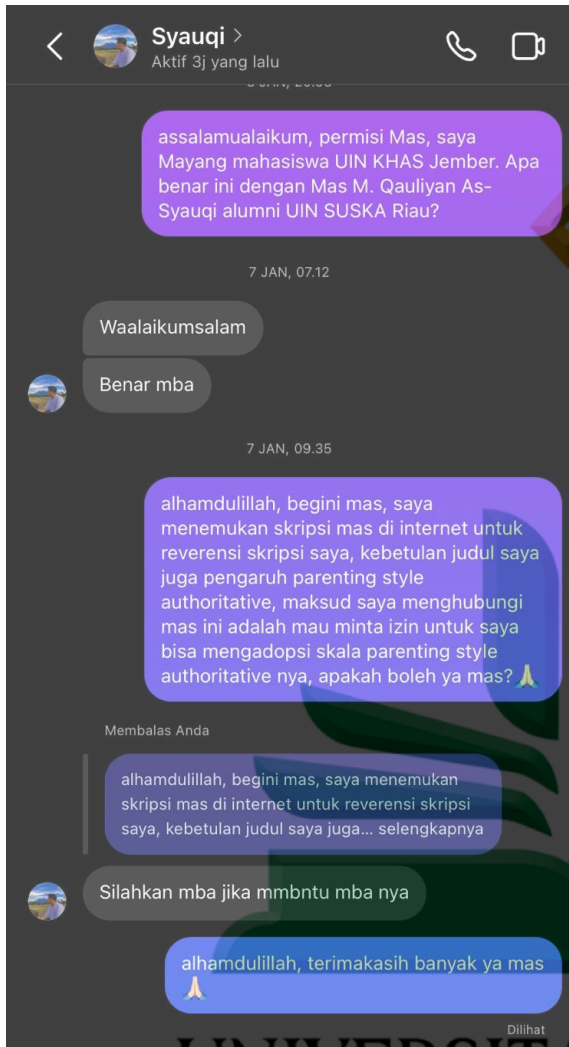 Syauqi >
Aktif 3j yang lalu
assalamualaikum, permisi Mas, saya
Mayang mahasiswa UIN KHAS Jember. Apa
benar ini dengan Mas M. Qauliyan As-
Syauqi alumni UIN SUSKA Riau?
7 JAN, 07.12
Waalaikumsalam
Benar mba
7 JAN, 09.35
alhamdulillah, begini mas, saya
menemukan skripsi mas di internet untuk
reverensi skripsi saya, kebetulan judul saya
juga pengaruh parenting style
authoritative, maksud saya menghubungi
mas ini adalah mau minta izin untuk saya
bisa mengadopsi skala parenting style
authoritative nya, apakah boleh ya mas?🙏
Membalas Anda
alhamdulillah, begini mas, saya menemukan
skripsi mas di internet untuk reverensi skripsi
saya, kebetulan judul saya juga... selengkapnya
Silahkan mba jika mmbntu mba nya
alhamdulillah, terimakasih banyak ya mas
🙏🏻
Dilihat